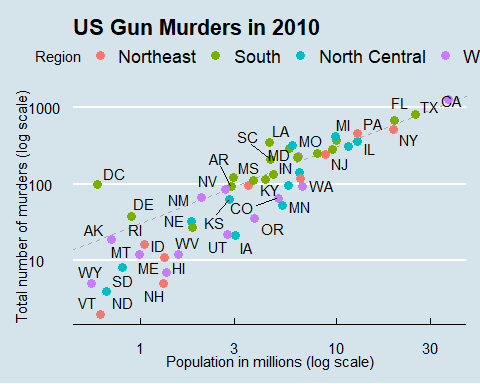 US Gun Murders in 2010
Region Northeast South North Central W
Total number of murders (log scale)
1000
100
10
FL TX CA
LA MI PA NY
SC MO IL
MD NJ
DC AR MS IN
NV KY WA
NM CO MN
DE NE KS OR
AK RI WV UT IA
MT ID
ME HI
WY SD
NH
VT ND
1 3 10 30
Population in millions (log scale)